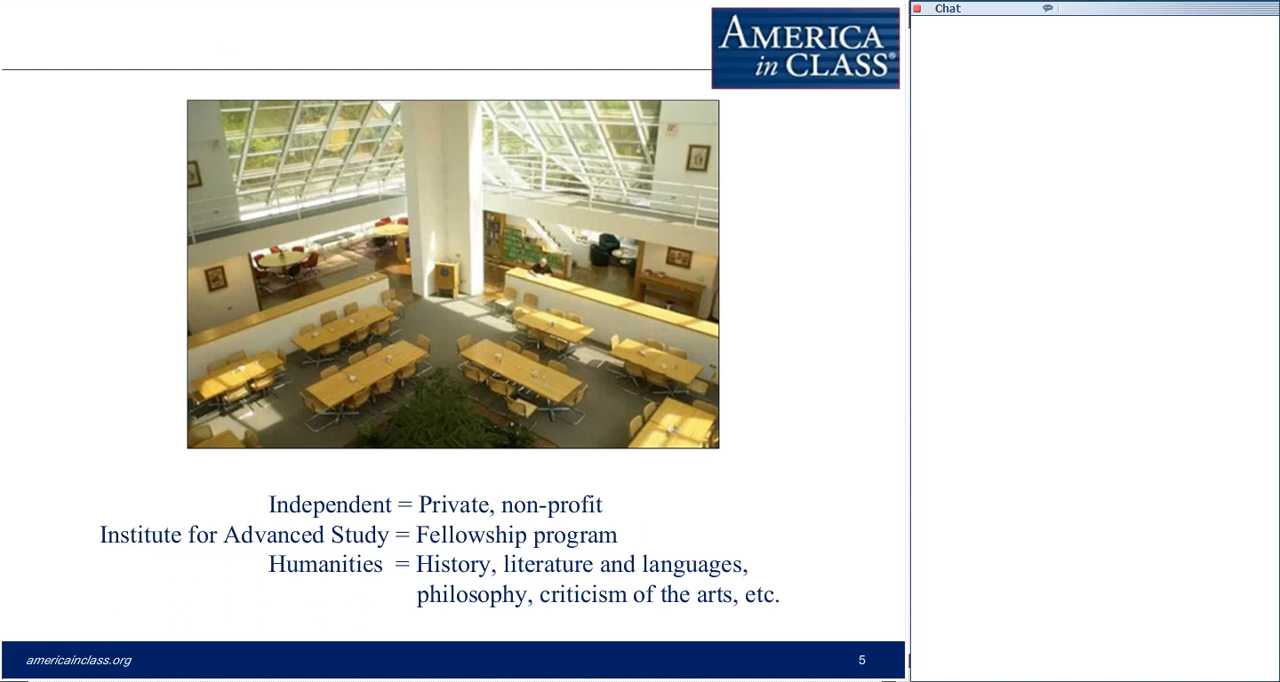 AMERICA
in CLASS®
Chat
Independent = Private, non-profit
Institute for Advanced Study = Fellowship program
Humanities = History, literature and languages,
philosophy, criticism of the arts, etc.
americainclass.org
5